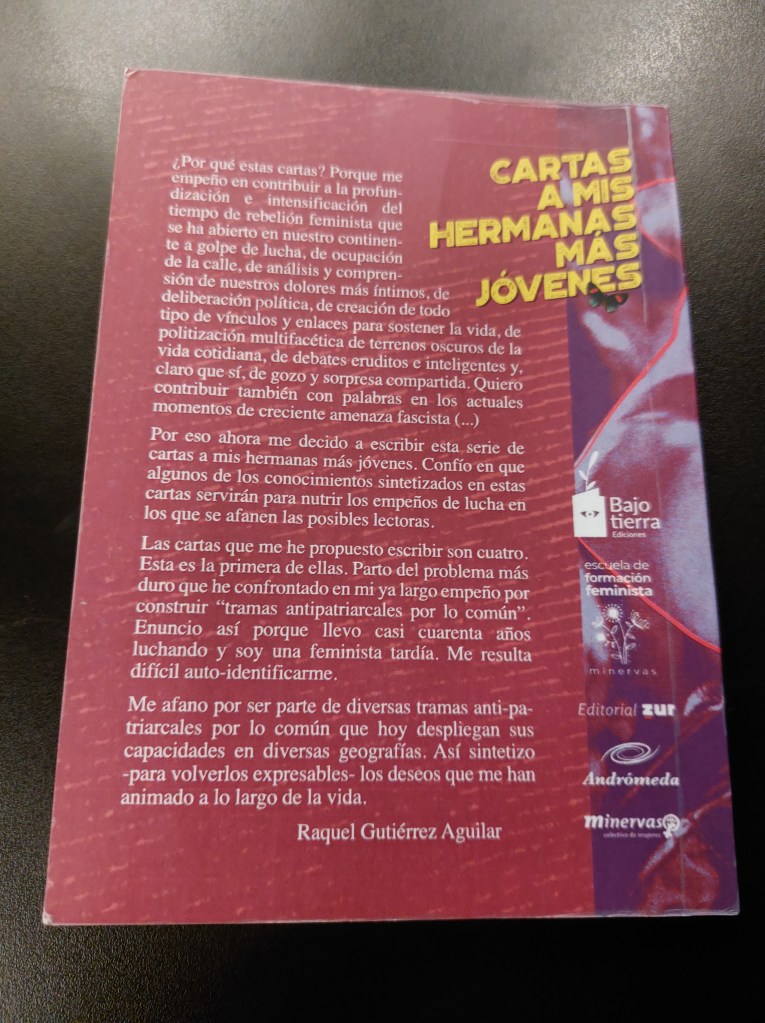 CARTAS
A MIS
HERMANAS
MÁS
JÓVENES
¿Por qué estas cartas? Porque me
empeño en contribuir a la profun-
dización e intensificación del
tiempo de rebelión feminista que
se ha abierto en nuestro continen-
te a golpe de lucha, de ocupación
de la calle, de análisis y compren-
sión de nuestros dolores más íntimos, de
deliberación política, de creación de todo
tipo de vínculos y enlaces para sostener la vida, de
politización multifacética de terrenos oscuros de la
vida cotidiana, de debates eruditos e inteligentes y,
claro que sí, de gozo y sorpresa compartida. Quiero
contribuir también con palabras en los actuales
momentos de creciente amenaza fascista (...)
Por eso ahora me decido a escribir esta serie de
cartas a mis hermanas más jóvenes. Confío en que
algunos de los conocimientos sintetizados en estas
cartas servirán para nutrir los empeños de lucha en
los que se afanen las posibles lectoras.
Las cartas que me he propuesto escribir son cuatro.
Esta es la primera de ellas. Parto del problema más
duro que he confrontado en mi ya largo empeño por
construir “tramas antipatriarcales por lo común”.
Enuncio así porque llevo casi cuarenta años
luchando y soy una feminista tardía. Me resulta
difícil auto-identificarme.
Me afano por ser parte de diversas tramas anti-pa-
triarcales por lo común que hoy despliegan sus
capacidades en diversas geografías. Así sintetizo
-para volverlos expresables- los deseos que me han
animado a lo largo de la vida.
Raquel Gutiérrez Aguilar
Bajo
tierra
Ediciones
escuela de
formación
feminista
minervas
Editorial zur
Andrómeda
minervas
colectivo de mujeres